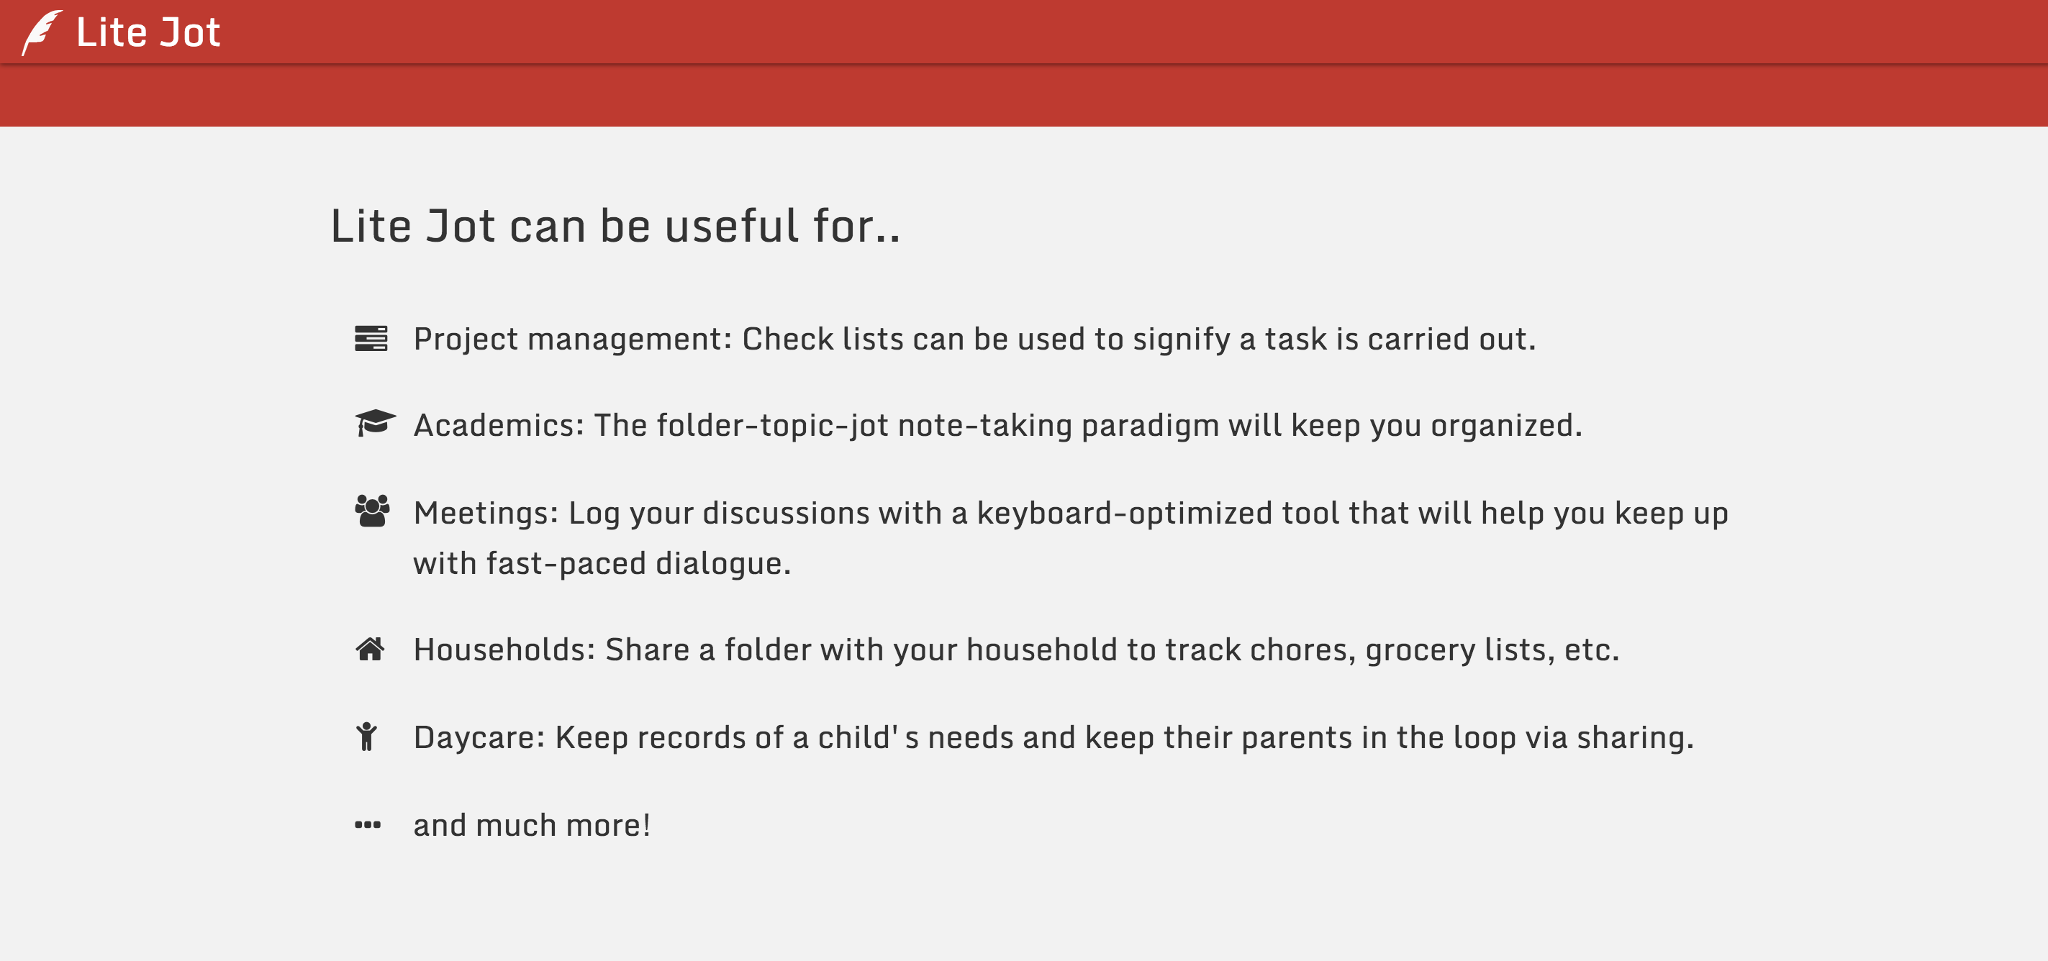 Lite Jot
Lite Jot can be useful for..
Project management: Check lists can be used to signify a task is carried out.
Academics: The folder-topic-jot note-taking paradigm will keep you organized.
Meetings: Log your discussions with a keyboard-optimized tool that will help you keep up
with fast-paced dialogue.
Households: Share a folder with your household to track chores, grocery lists, etc.
Daycare: Keep records of a child's needs and keep their parents in the loop via sharing.
and much more!